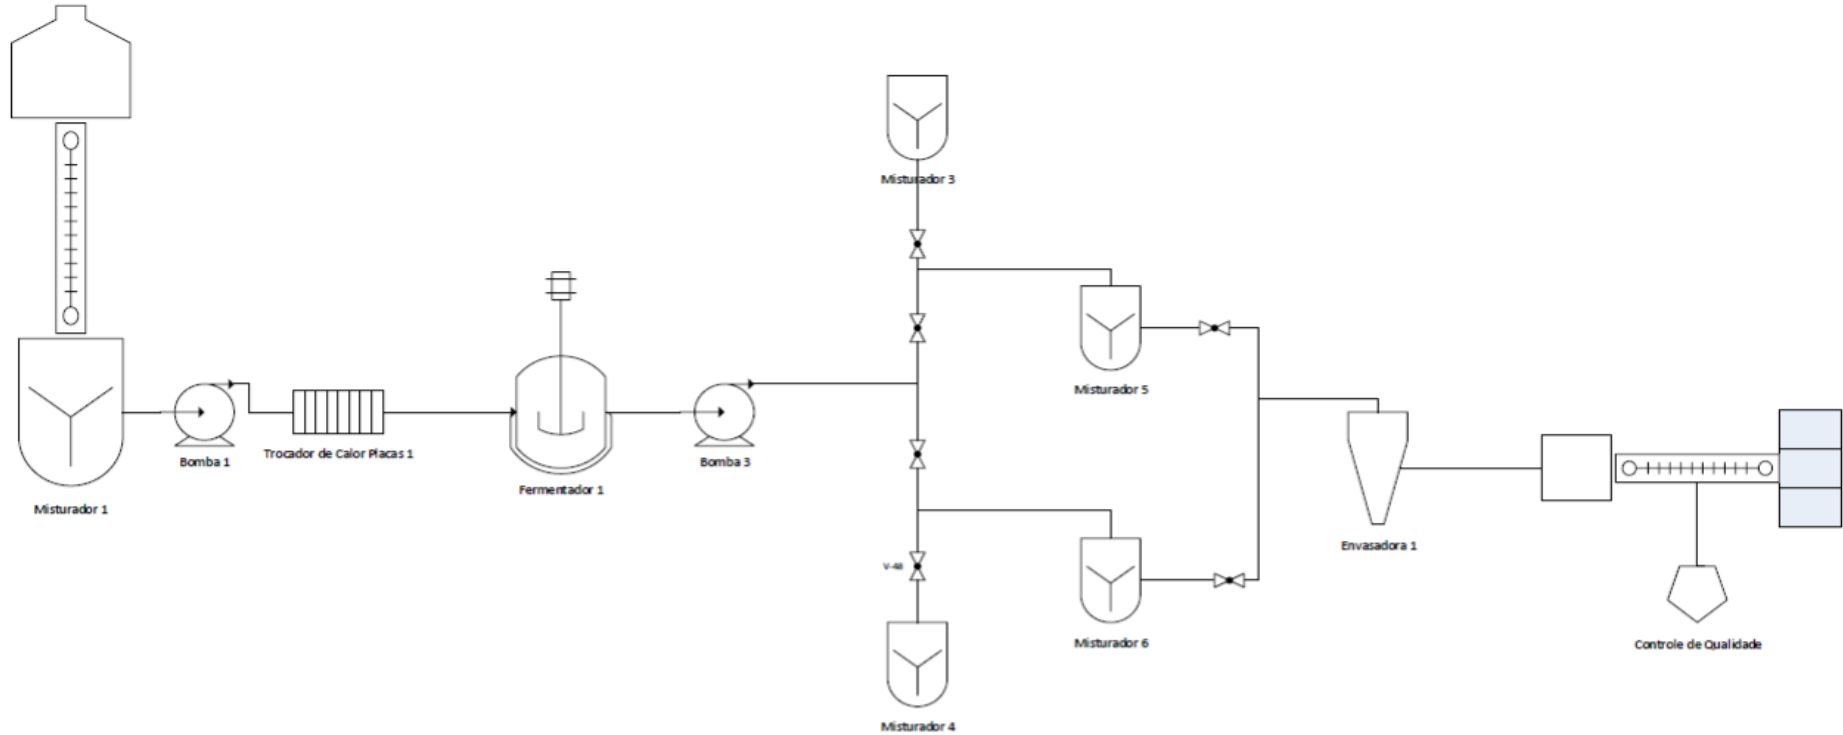 Misturador 3
Misturador 5
Trocador de Calor Placas 1
Bomba 1
Bomba 3
Fermentador 1
Misturador 1
Envasadora 1
V-48
Misturador 6
Controle de Qualidade
Misturador 4